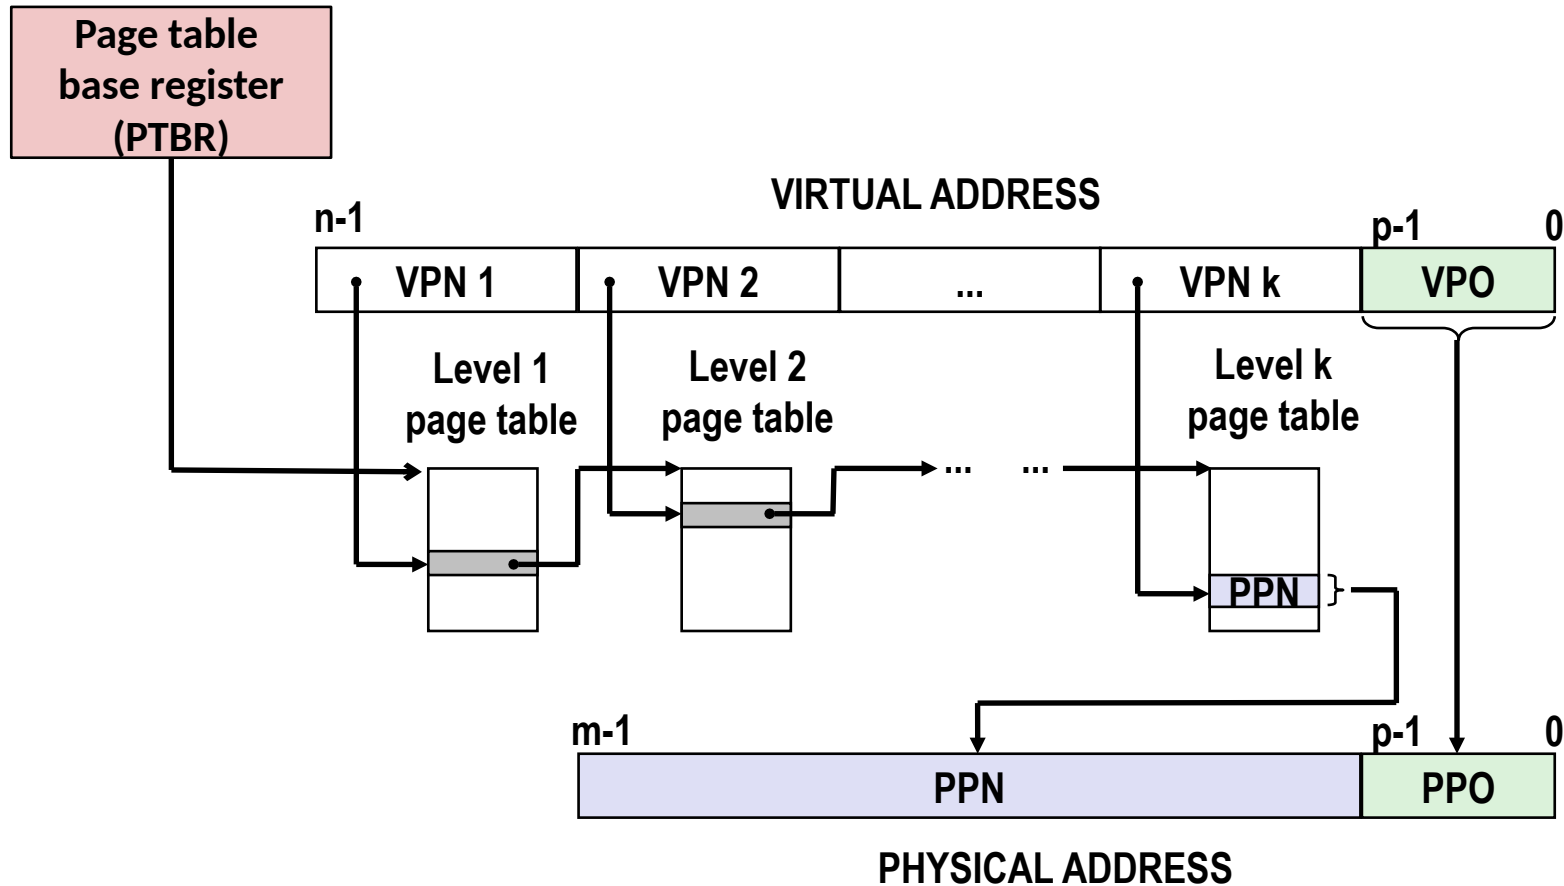 Page table
base register
(PTBR)
VIRTUAL ADDRESS
n-1 p-1 0
VPN 1 VPN 2 ... VPN k VPO
Level 1
page table
Level 2
page table
Level k
page table
... ...
PPN
m-1 p-1 0
PPN PPO
PHYSICAL ADDRESS